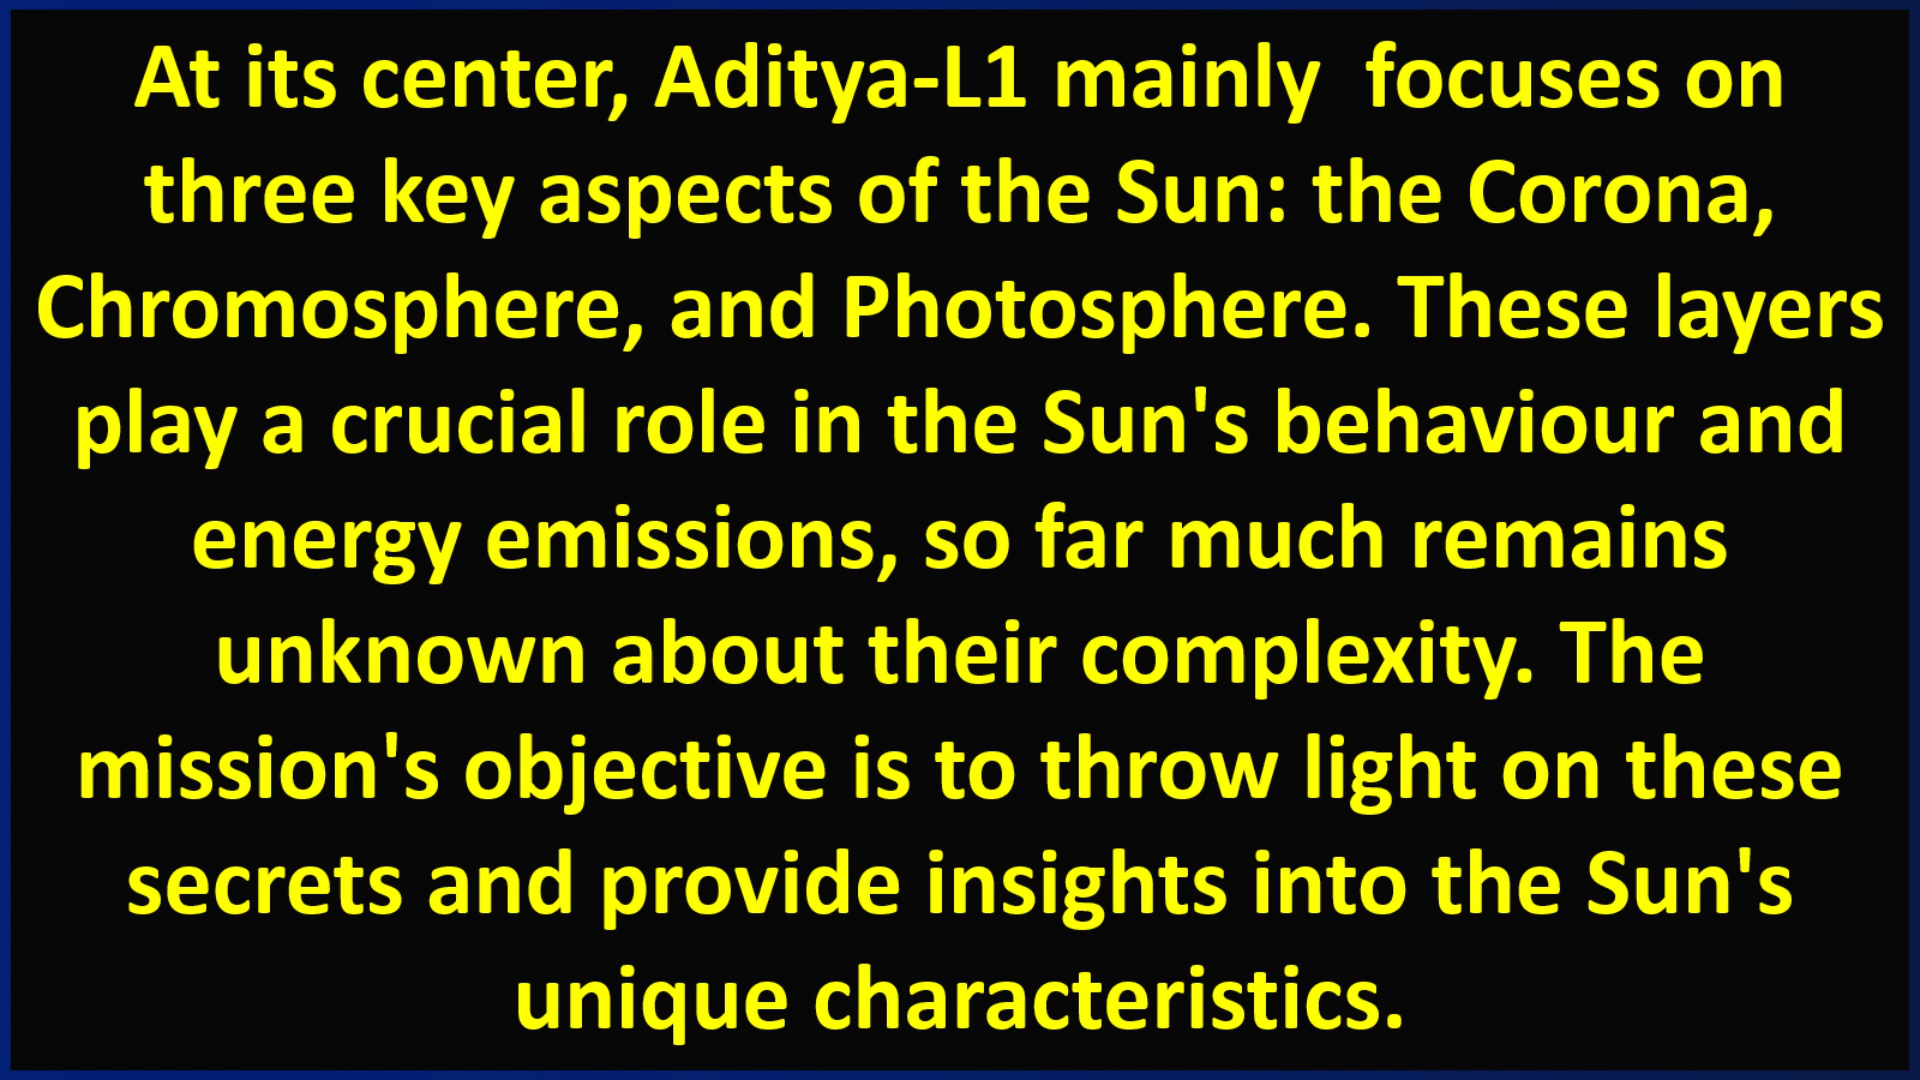 At its center, Aditya-L1 mainly  focuses on
three key aspects of the Sun: the Corona,
Chromosphere, and Photosphere. These layers
play a crucial role in the Sun's behaviour and
energy emissions, so far much remains
unknown about their complexity. The
mission's objective is to throw light on these
secrets and provide insights into the Sun's
unique characteristics.